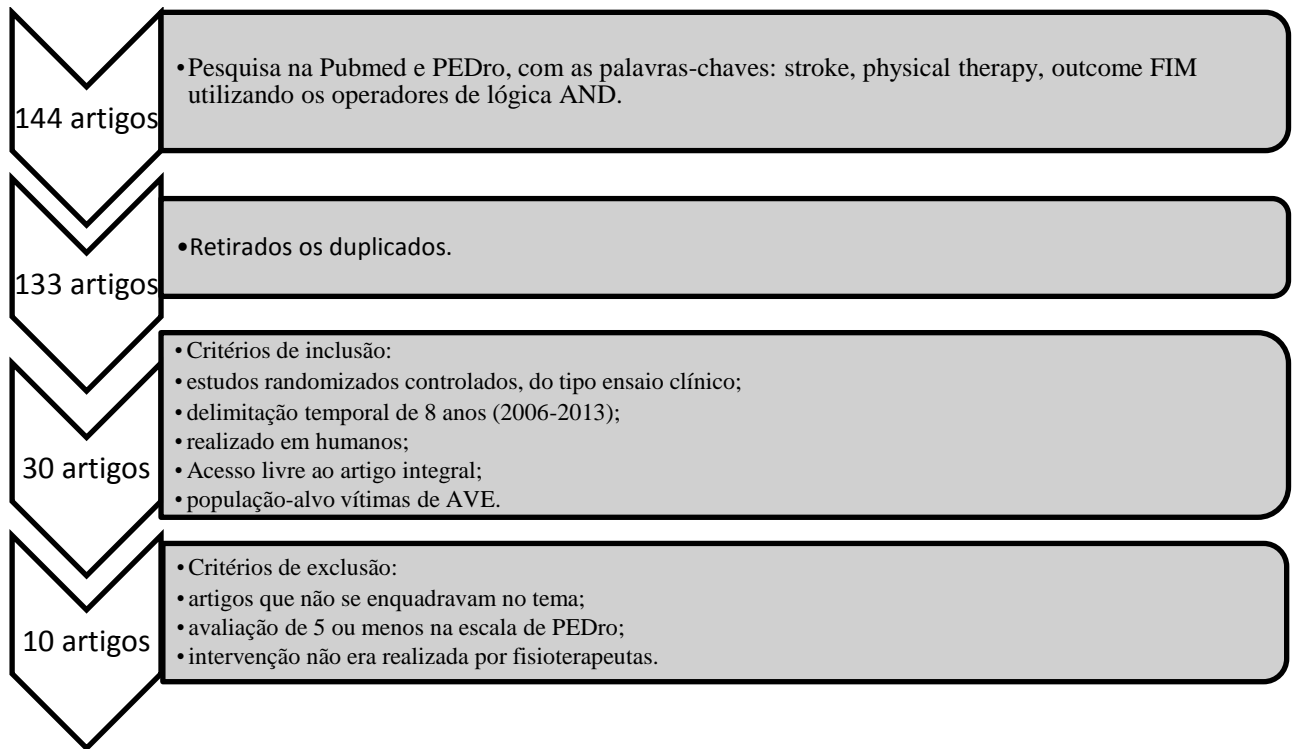 144 artigos
•Pesquisa na Pubmed e PEDro, com as palavras-chaves: stroke, physical therapy, outcome FIM
utilizando os operadores de lógica AND.
133 artigos
•Retirados os duplicados.
30 artigos
• Critérios de inclusão:
• estudos randomizados controlados, do tipo ensaio clínico;
• delimitação temporal de 8 anos (2006-2013);
• realizado em humanos;
• Acesso livre ao artigo integral;
• população-alvo vítimas de AVE.
10 artigos
• Critérios de exclusão:
• artigos que não se enquadravam no tema;
• avaliação de 5 ou menos na escala de PEDro;
• intervenção não era realizada por fisioterapeutas.